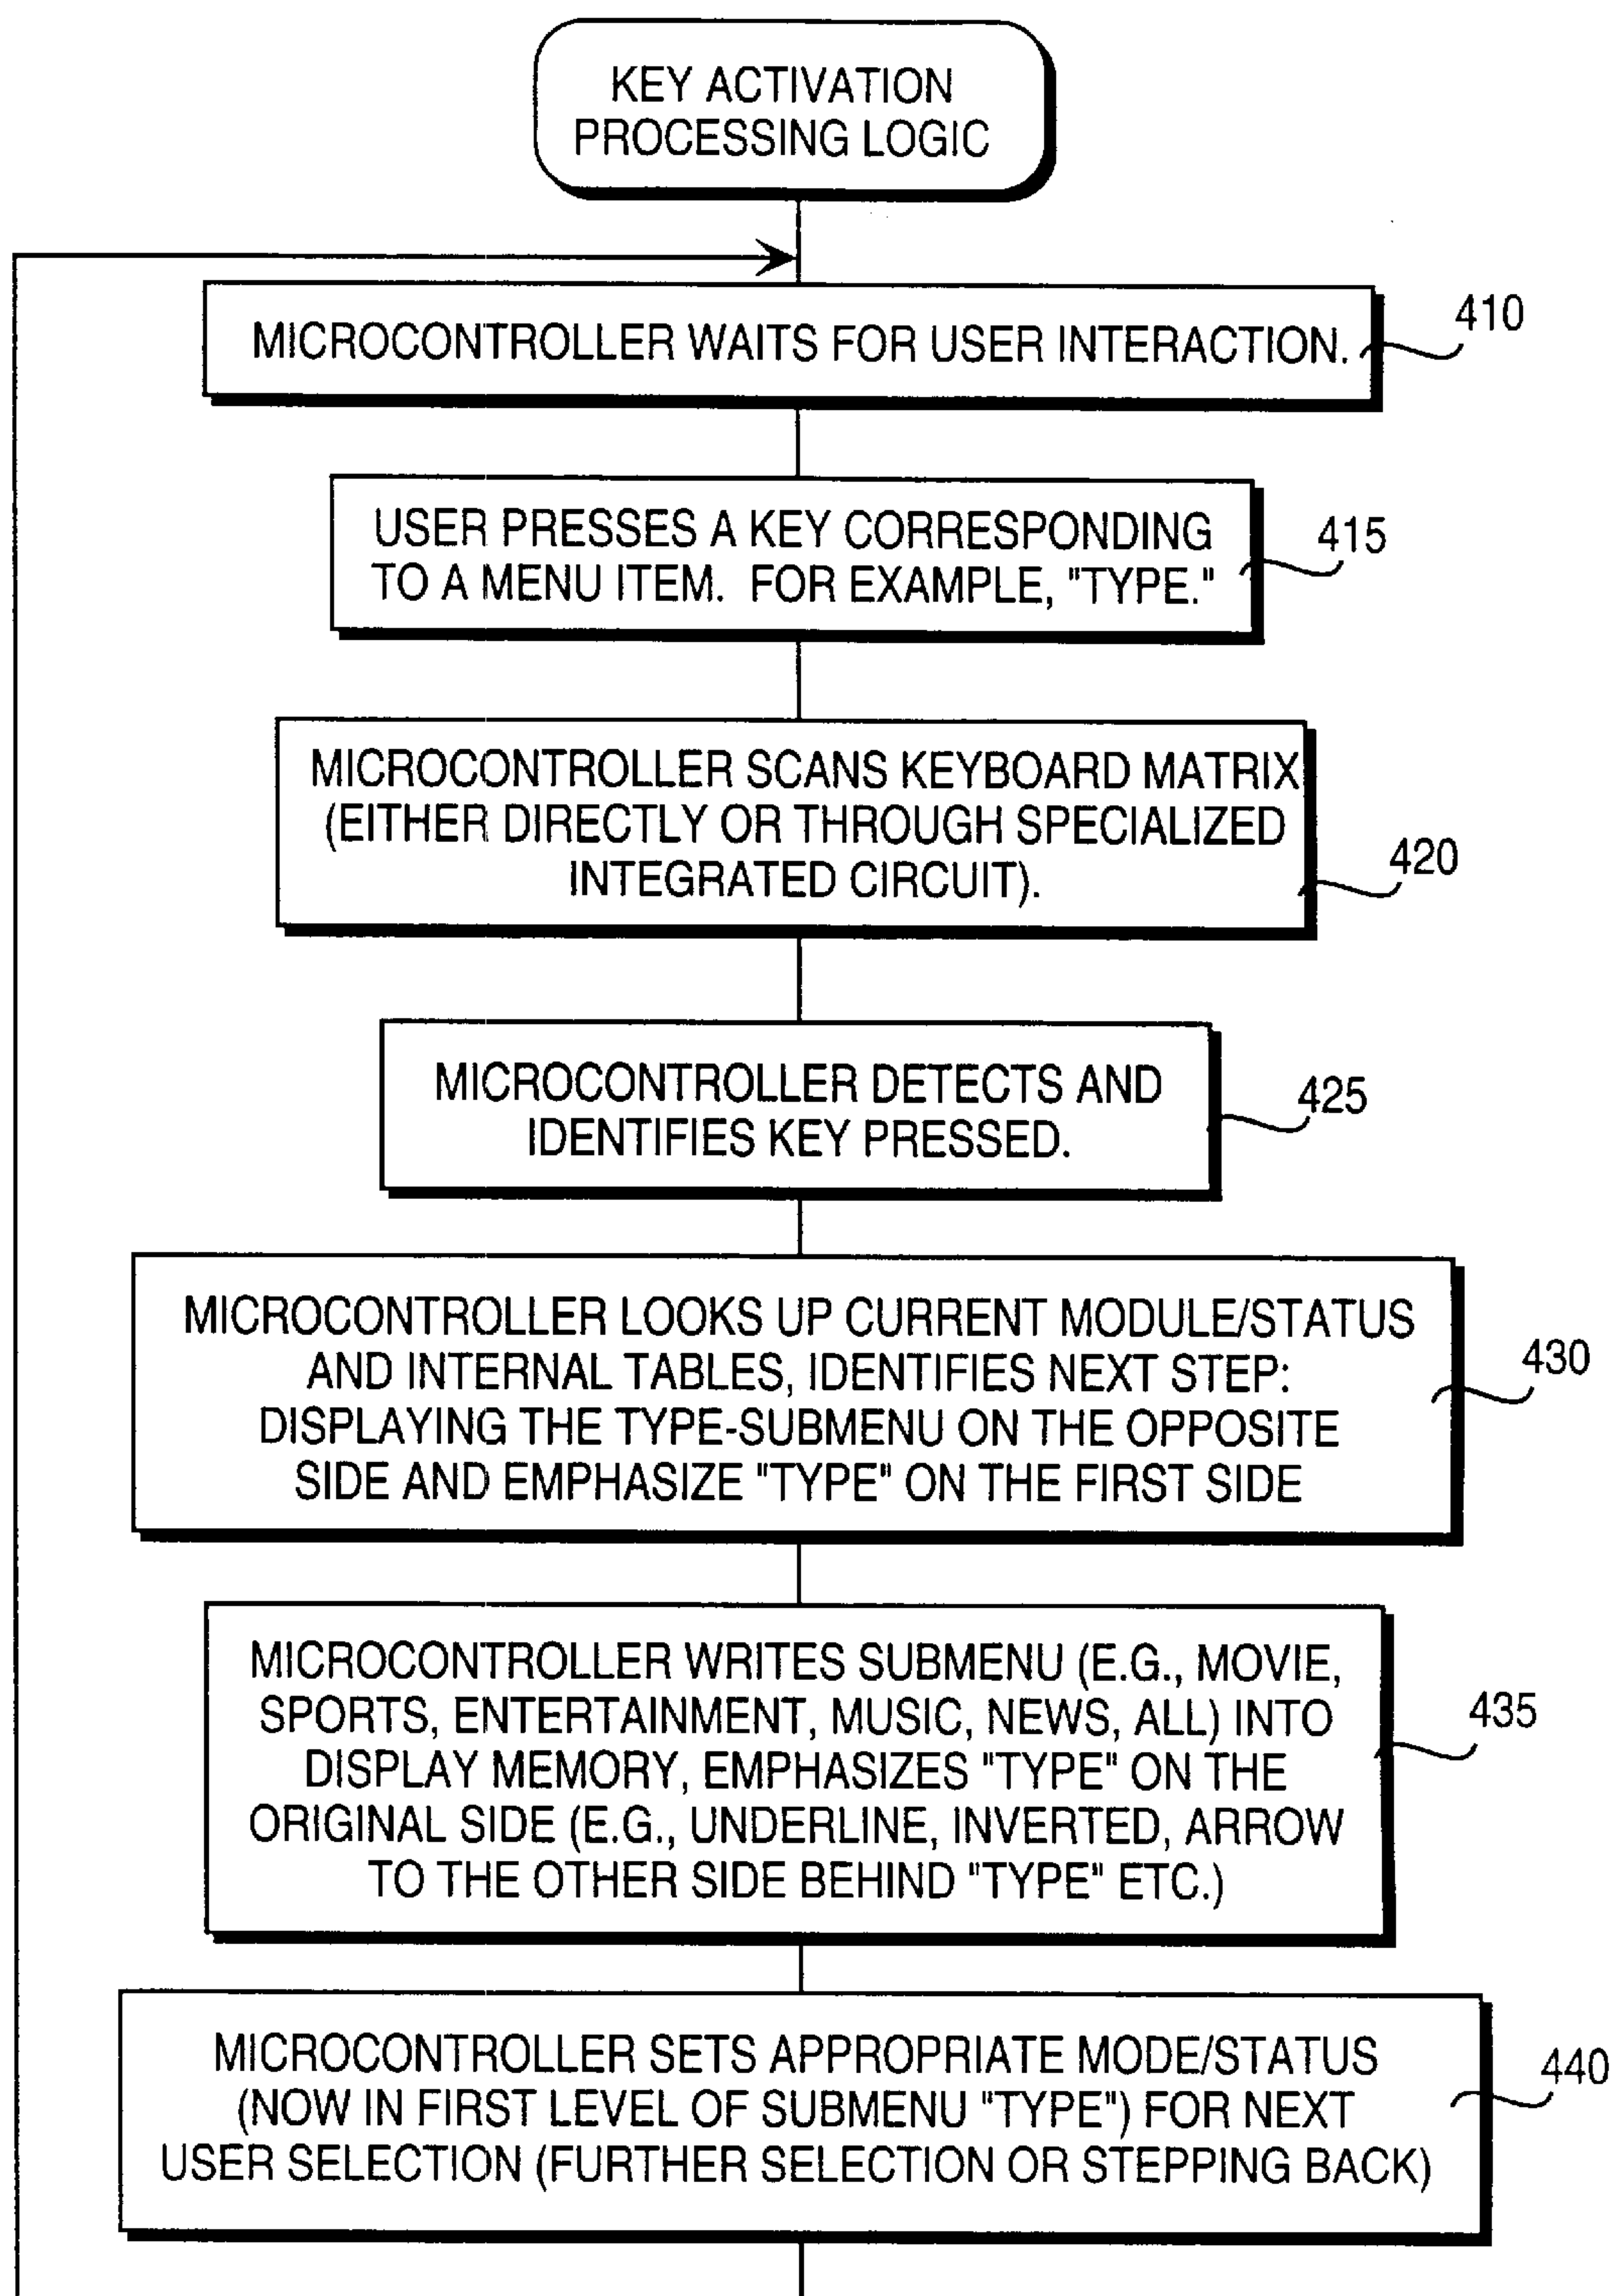 KEY ACTIVATION
PROCESSING LOGIC
MICROCONTROLLER WAITS FOR USER INTERACTION.
410
USER PRESSES A KEY CORRESPONDING
TO A MENU ITEM. FOR EXAMPLE, "TYPE."
415
MICROCONTROLLER SCANS KEYBOARD MATRIX
(EITHER DIRECTLY OR THROUGH SPECIALIZED
INTEGRATED CIRCUIT).
420
MICROCONTROLLER DETECTS AND
IDENTIFIES KEY PRESSED.
425
MICROCONTROLLER LOOKS UP CURRENT MODULE/STATUS
AND INTERNAL TABLES, IDENTIFIES NEXT STEP:
DISPLAYING THE TYPE-SUBMENU ON THE OPPOSITE
SIDE AND EMPHASIZE "TYPE" ON THE FIRST SIDE
430
MICROCONTROLLER WRITES SUBMENU (E.G., MOVIE,
SPORTS, ENTERTAINMENT, MUSIC, NEWS, ALL) INTO
DISPLAY MEMORY, EMPHASIZES "TYPE" ON THE
ORIGINAL SIDE (E.G., UNDERLINE, INVERTED, ARROW
TO THE OTHER SIDE BEHIND "TYPE" ETC.)
435
MICROCONTROLLER SETS APPROPRIATE MODE/STATUS
(NOW IN FIRST LEVEL OF SUBMENU "TYPE") FOR NEXT
USER SELECTION (FURTHER SELECTION OR STEPPING BACK)
440